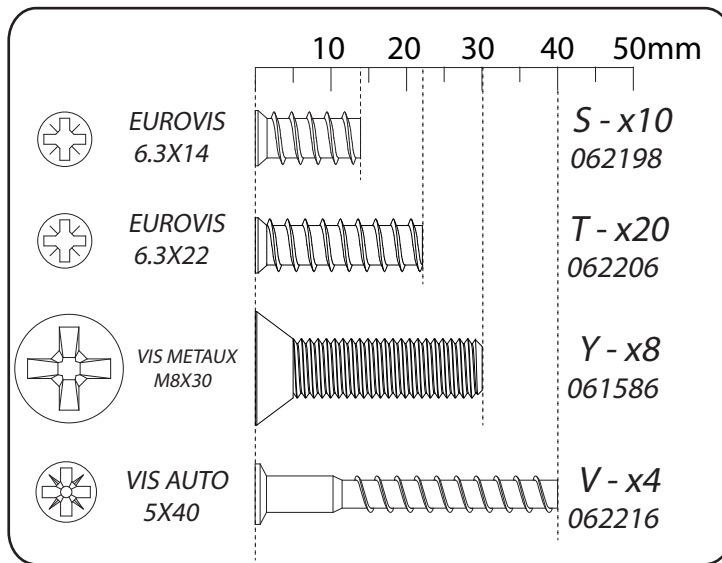 10 20 30 40 50mm
EUROVIS
6.3X14
S - x10
062198
EUROVIS
6.3X22
T - x20
062206
VIS METAUX
M8X30
Y - x8
061586
VIS AUTO
5X40
V - x4
062216